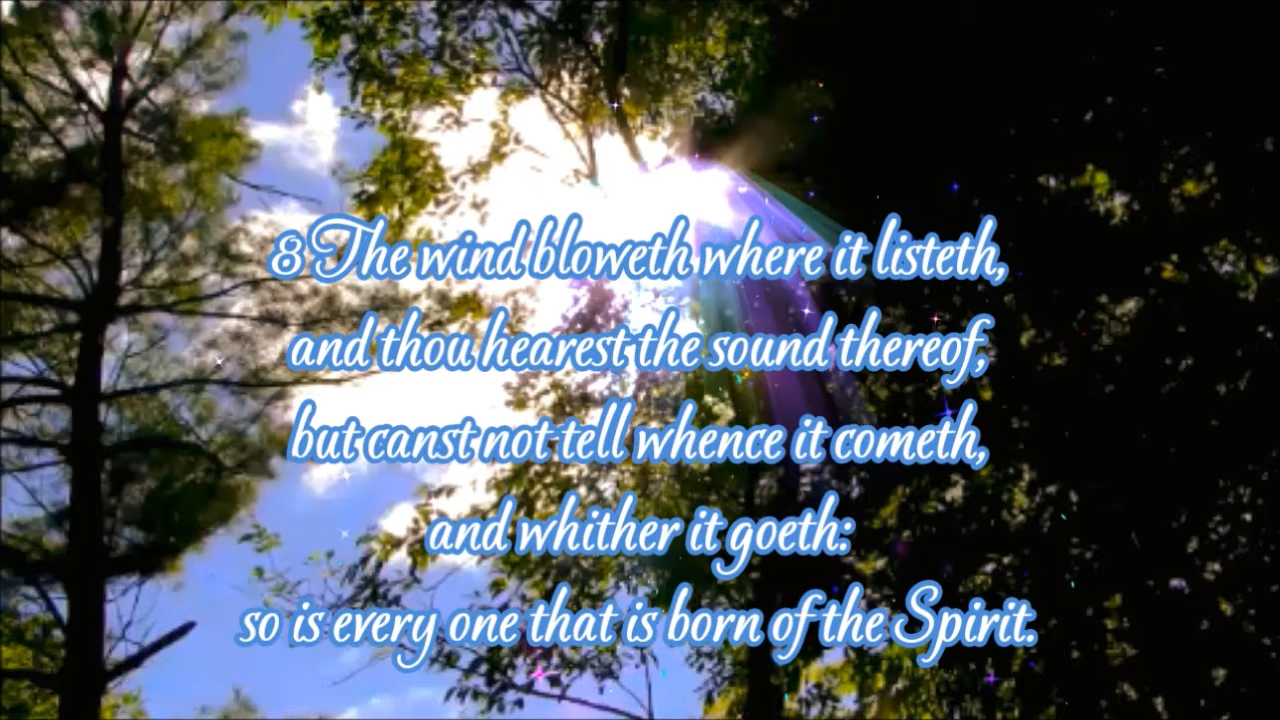 8 The wind bloweth where it listeth,
and thou hearest the sound thereof,
but canst not tell whence it cometh,
and whither it goeth:
so is every one that is born of the Spirit.